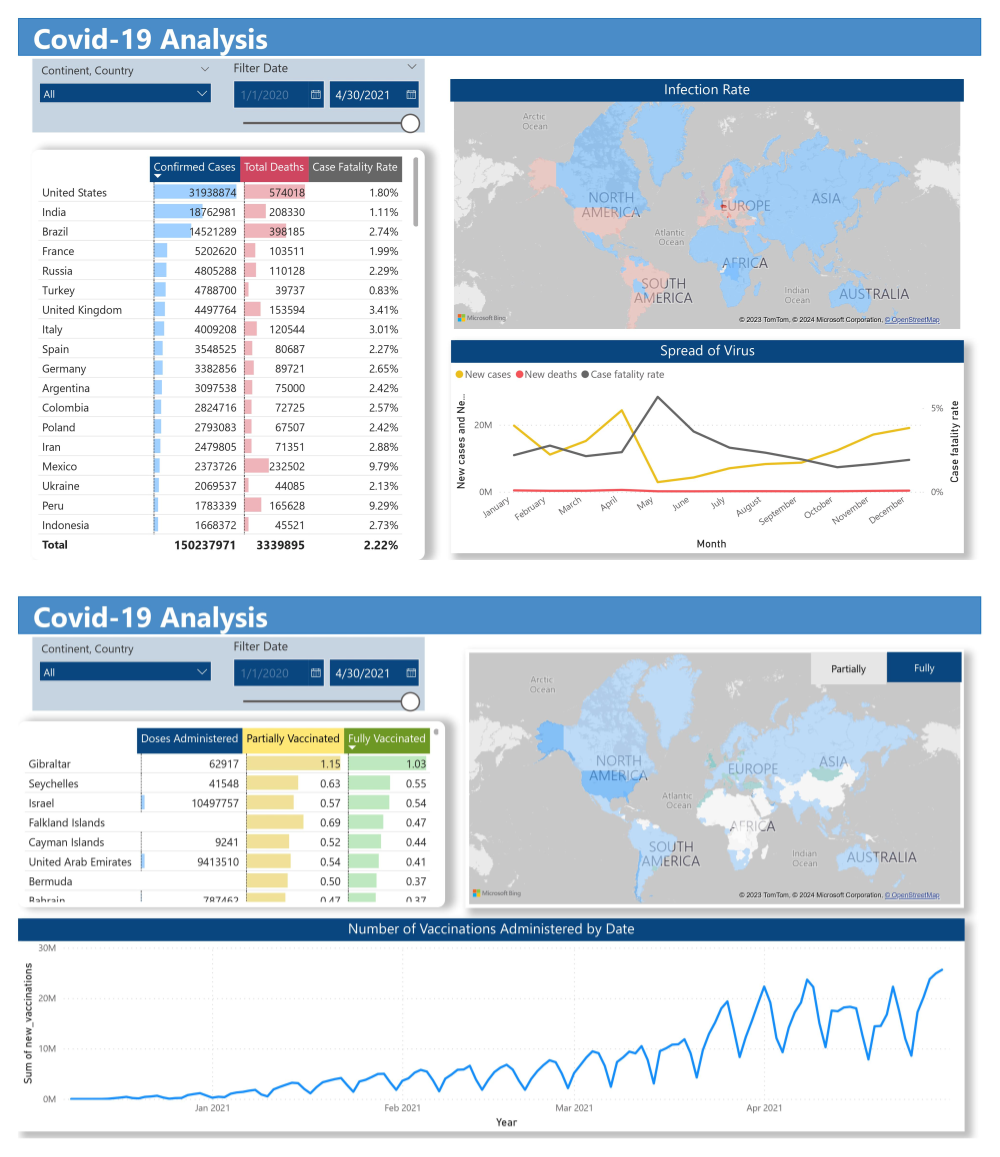 Covid-19 Analysis
Continent, Country
All
Filter Date
1/1/2020 4/30/2021
Confirmed Cases Total Deaths Case Fatality Rate
United States 31938874 574018 1.80%
India 18762981 208330 1.11%
Brazil 14521289 398185 2.74%
France 5202620 103511 1.99%
Russia 4805288 110128 2.29%
Turkey 4788700 39737 0.83%
United Kingdom 4497764 153594 3.41%
Italy 4009208 120544 3.01%
Spain 3548525 80687 2.27%
Germany 3382856 89721 2.65%
Argentina 3097538 75000 2.42%
Colombia 2824716 72725 2.57%
Poland 2793083 67507 2.42%
Iran 2479805 71351 2.88%
Mexico 2373726 232502 9.79%
Ukraine 2069537 44085 2.13%
Peru 1783339 165628 9.29%
Indonesia 1668372 45521 2.73%
Total 150237971 3339895 2.22%
Infection Rate
Arctic
Ocean
NORTH
AMERICA
EUROPE
ASIA
Atlantic
Ocean
AFRICA
SOUTH
AMERICA
Indian
Ocean
AUSTRALIA
Microsoft Bing
© 2023 TomTom, © 2024 Microsoft Corporation, © OpenStreetMap
Spread of Virus
New cases New deaths Case fatality rate
New cases and Ne...
20M
0M
5%
0%
Case fatality rate
January February March April May June July August September October November December
Month
Covid-19 Analysis
Continent, Country
All
Filter Date
1/1/2020 4/30/2021
Doses Administered Partially Vaccinated Fully Vaccinated
Gibraltar 62917 1.15 1.03
Seychelles 41548 0.63 0.55
Israel 10497757 0.57 0.54
Falkland Islands 0.69 0.47
Cayman Islands 9241 0.52 0.44
United Arab Emirates 9413510 0.54 0.41
Bermuda 0.50 0.37
Bahrain 787462 0.47 0.37
Partially Fully
Arctic
Ocean
NORTH
AMERICA
EUROPE
ASIA
Atlantic
Ocean
AFRICA
SOUTH
AMERICA
Indian
Ocean
AUSTRALIA
Microsoft Bing
© 2023 TomTom, © 2024 Microsoft Corporation, © OpenStreetMap
Number of Vaccinations Administered by Date
Sum of new_vaccinations
30M
20M
10M
0M
Jan 2021 Feb 2021 Mar 2021 Apr 2021
Year